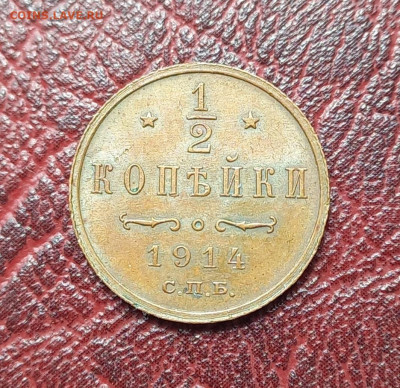 coins.lave.ru
1
2
КОПѢЙКИ
1914
С.П.Б.